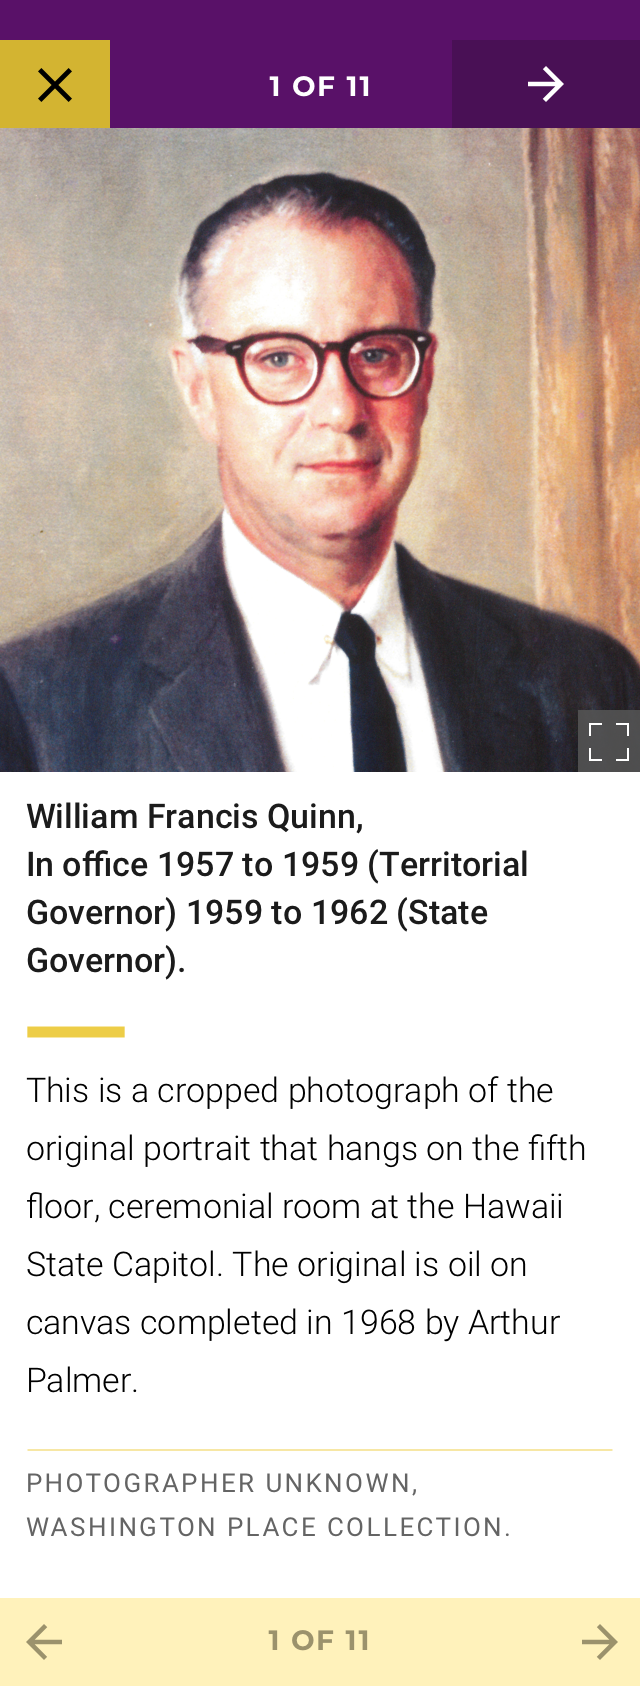 1 OF 11
William Francis Quinn,
In office 1957 to 1959 (Territorial
Governor) 1959 to 1962 (State
Governor).
This is a cropped photograph of the
original portrait that hangs on the fifth
floor, ceremonial room at the Hawaii
State Capitol. The original is oil on
canvas completed in 1968 by Arthur
Palmer.
PHOTOGRAPHER UNKNOWN,
WASHINGTON PLACE COLLECTION.
1 OF 11